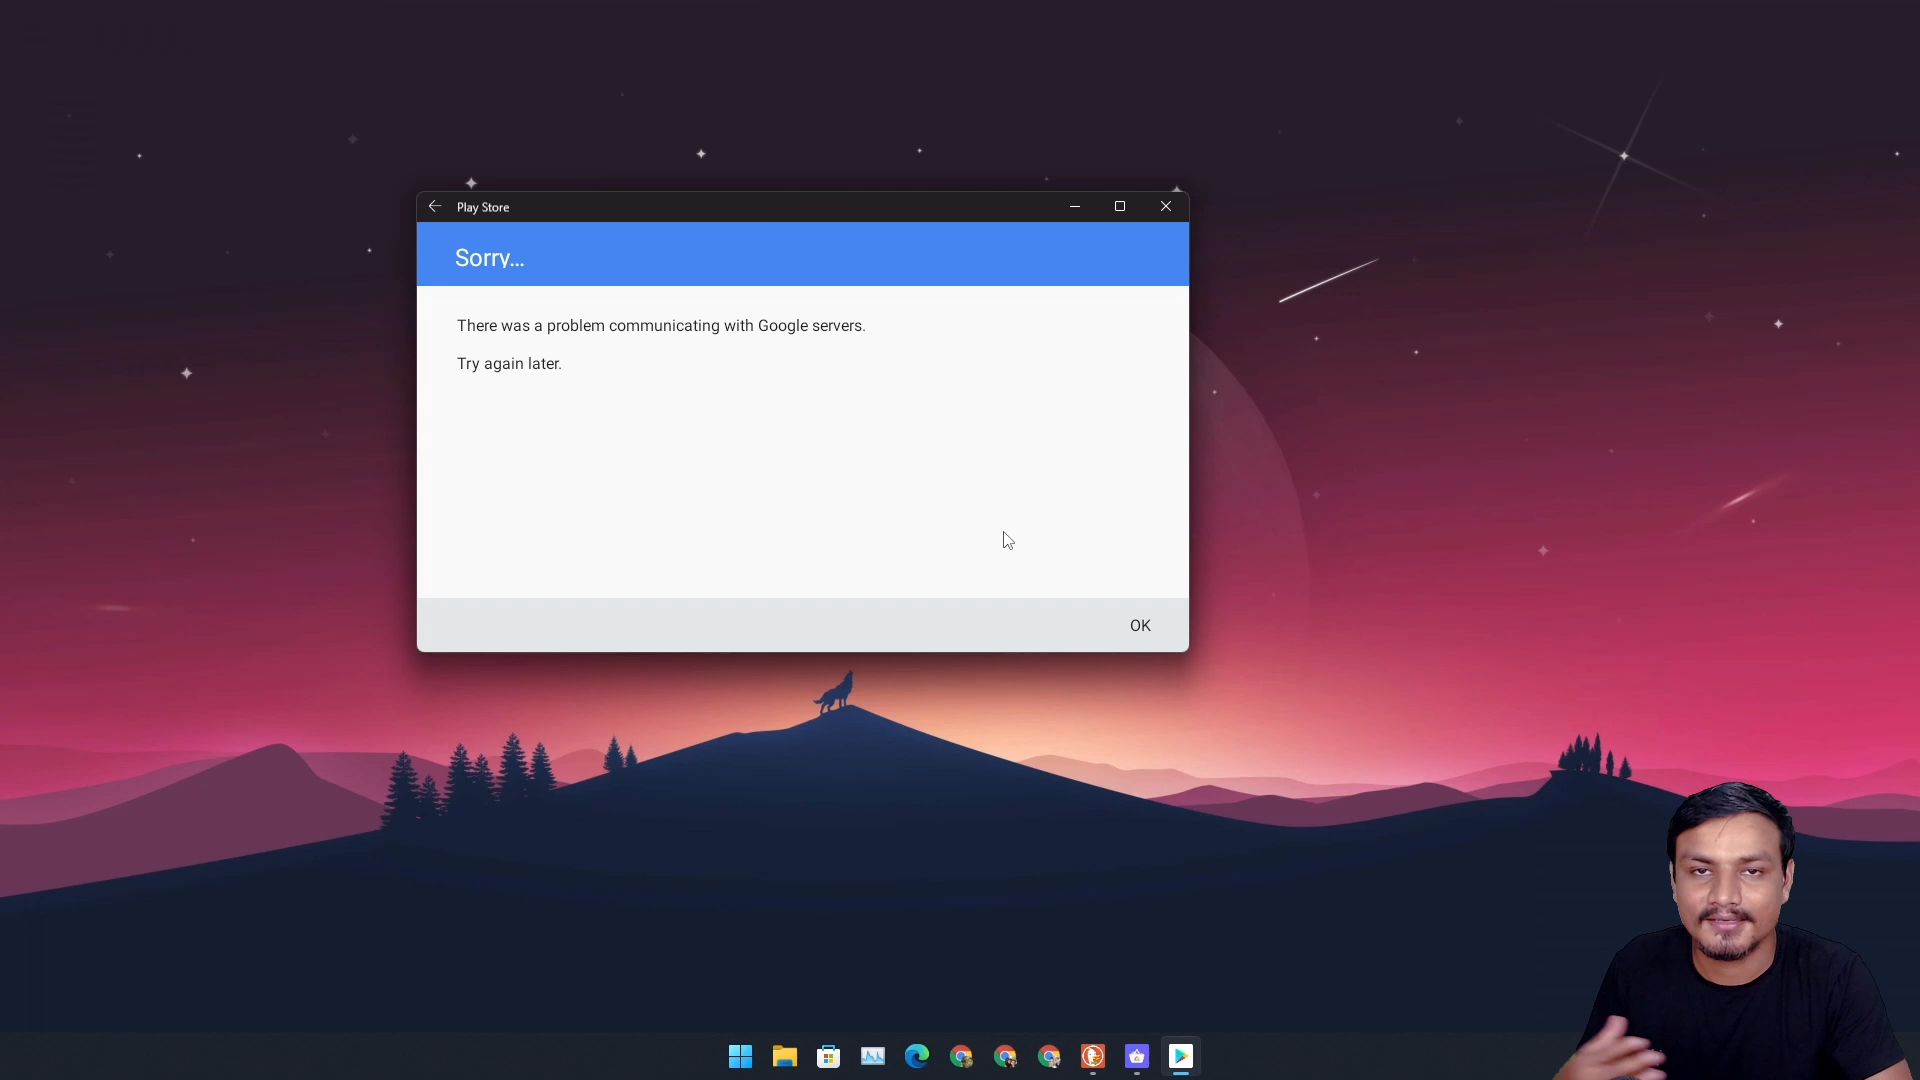 Play Store
Sorry...
There was a problem communicating with Google servers.
Try again later.
OK